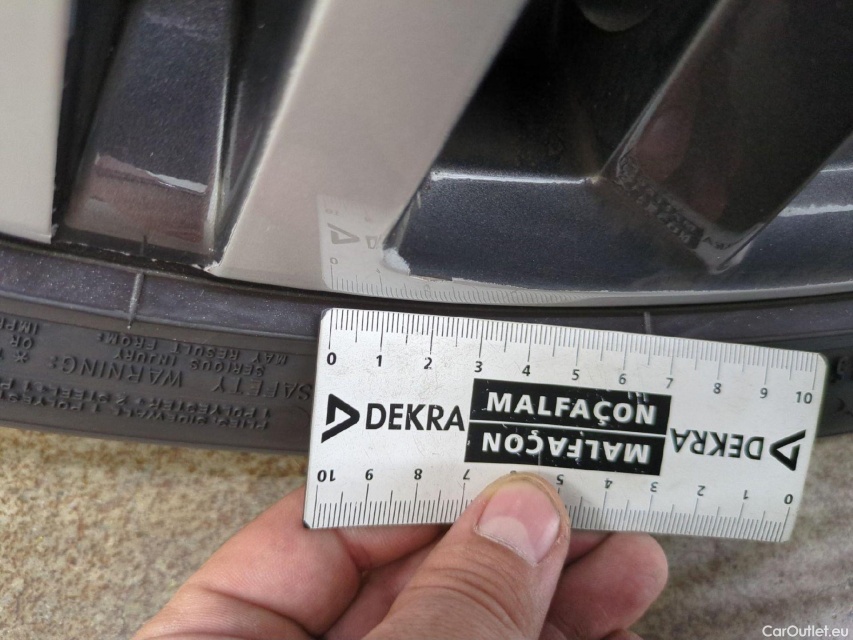 0 1 2 3 4 5 6 7 8 9 10
DEKRA MALFAÇON
MALFAÇON DEKRA
10 9 8 7 5 4 3 2 1 0
SAFETY WARNING:
SERIOUS INJURY
MAY RESULT FROM:
CarOutlet.eu